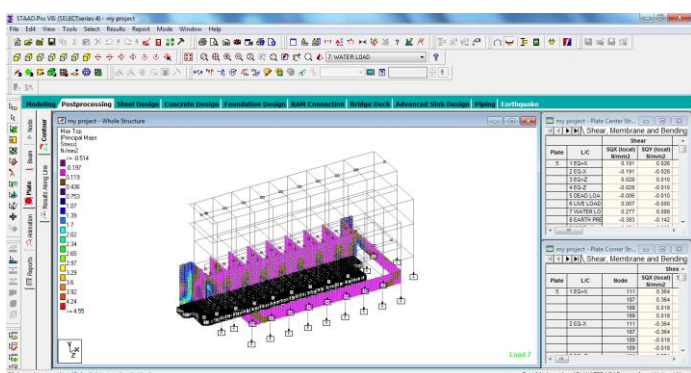 STAAD.Pro V8i (SELECTseries 4) - my project
File Edit View Tools Select Results Report Mode Window Help
7: WATER LOAD
Modeling Postprocessing Steel Design Concrete Design Foundation Design RAM Connection Bridge Deck Advanced Slab Design Piping Earthquake
Node
Beam
Plate
Animation
Reports
Contour
Results Along Line
my project - Whole Structure
Max Top
Principal Major
Stress
N/mm2
<= -0.514
-0.197
0.119
0.436
0.753
1.07
1.39
1.7
2.02
2.34
2.65
2.97
3.29
3.6
3.92
4.24
>= 4.55
Y
X
Z
Load 7
my project - Plate Center Str...
Shear, Membrane and Bending
Shear
Plate L/C SQX (local) N/mm2 SQY (local) N/mm2
5 1 EQ+X 0.191 0.026
2 EQ-X -0.191 -0.026
3 EQ+Z 0.028 0.010
4 EQ-Z -0.028 -0.010
5 DEAD LOA -0.006 -0.010
6 LIVE LOAD 0.007 -0.000
7 WATER LO 0.277 0.088
8 EARTH PRE -0.383 -0.142
my project - Plate Corner Str...
Shear, Membrane and Bending
Plate L/C Node SQX (local) N/mm2
5 1 EQ+X 111 0.364
187 0.364
188 0.018
189 0.018
2 EQ-X 111 -0.364
187 -0.364
188 -0.018
189 -0.018